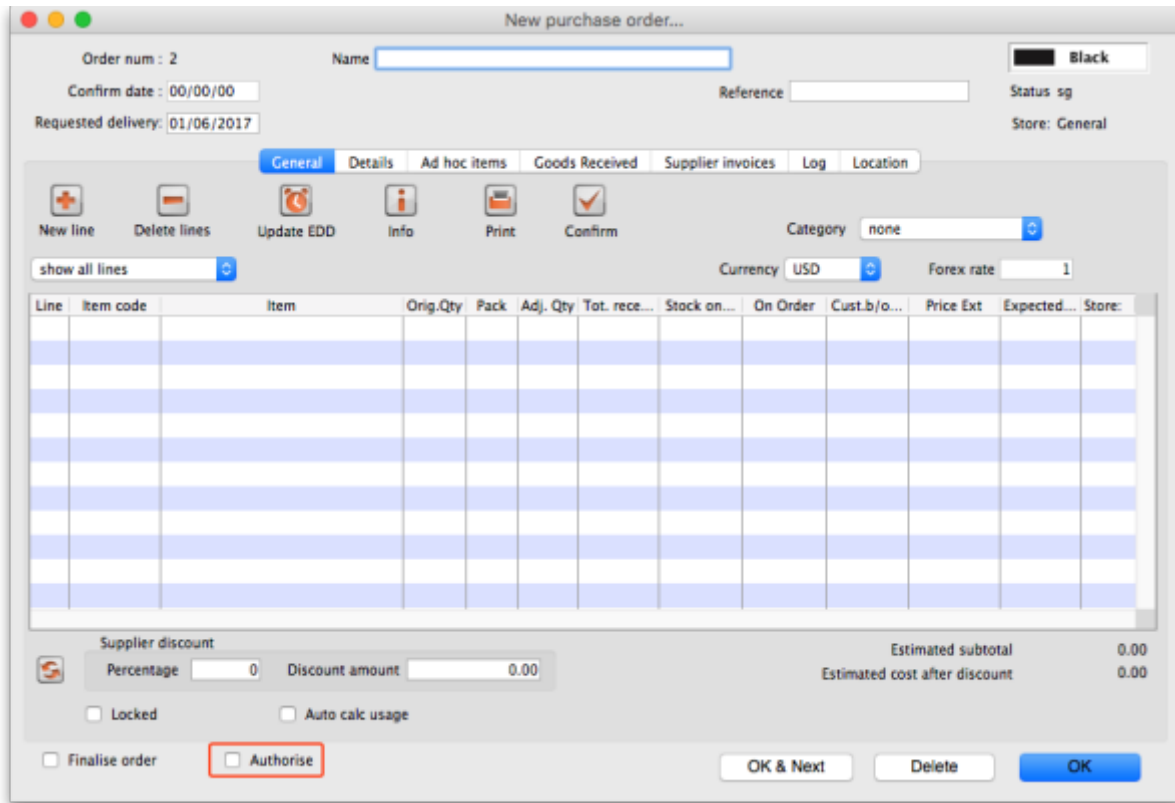 New purchase order...
Order num : 2 Name Black
Confirm date : 00/00/00 Reference Status sg
Requested delivery: 01/06/2017 Store: General
General Details Ad hoc items Goods Received Supplier invoices Log Location
New line Delete lines Update EDD Info Print Confirm Category none
show all lines Currency USD Forex rate 1
Line Item code Item Orig.Qty Pack Adj. Qty Tot. rece... Stock on... On Order Cust.b/o... Price Ext Expected... Store:
Supplier discount Estimated subtotal 0.00
Percentage 0 Discount amount 0.00 Estimated cost after discount 0.00
Locked Auto calc usage
Finalise order Authorise OK & Next Delete OK